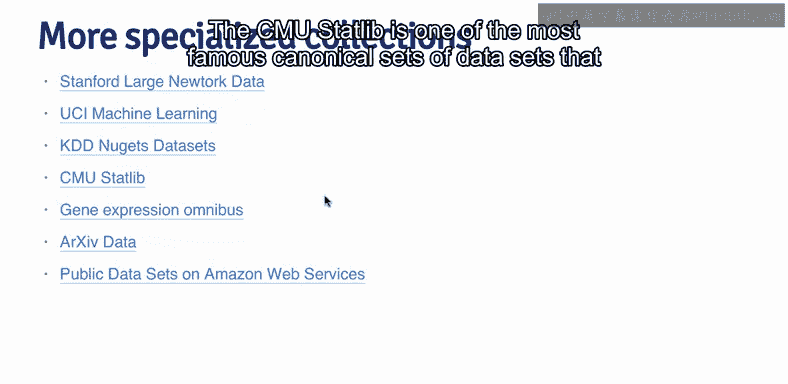 More specialized collections
The CMU Statlib is one of the most
famous canonical sets of data sets that
Stanford Large Newtork Data
UCI Machine Learning
KDD Nugets Datasets
CMU Statlib
Gene expression omnibus
ArXiv Data
Public Data Sets on Amazon Web Services